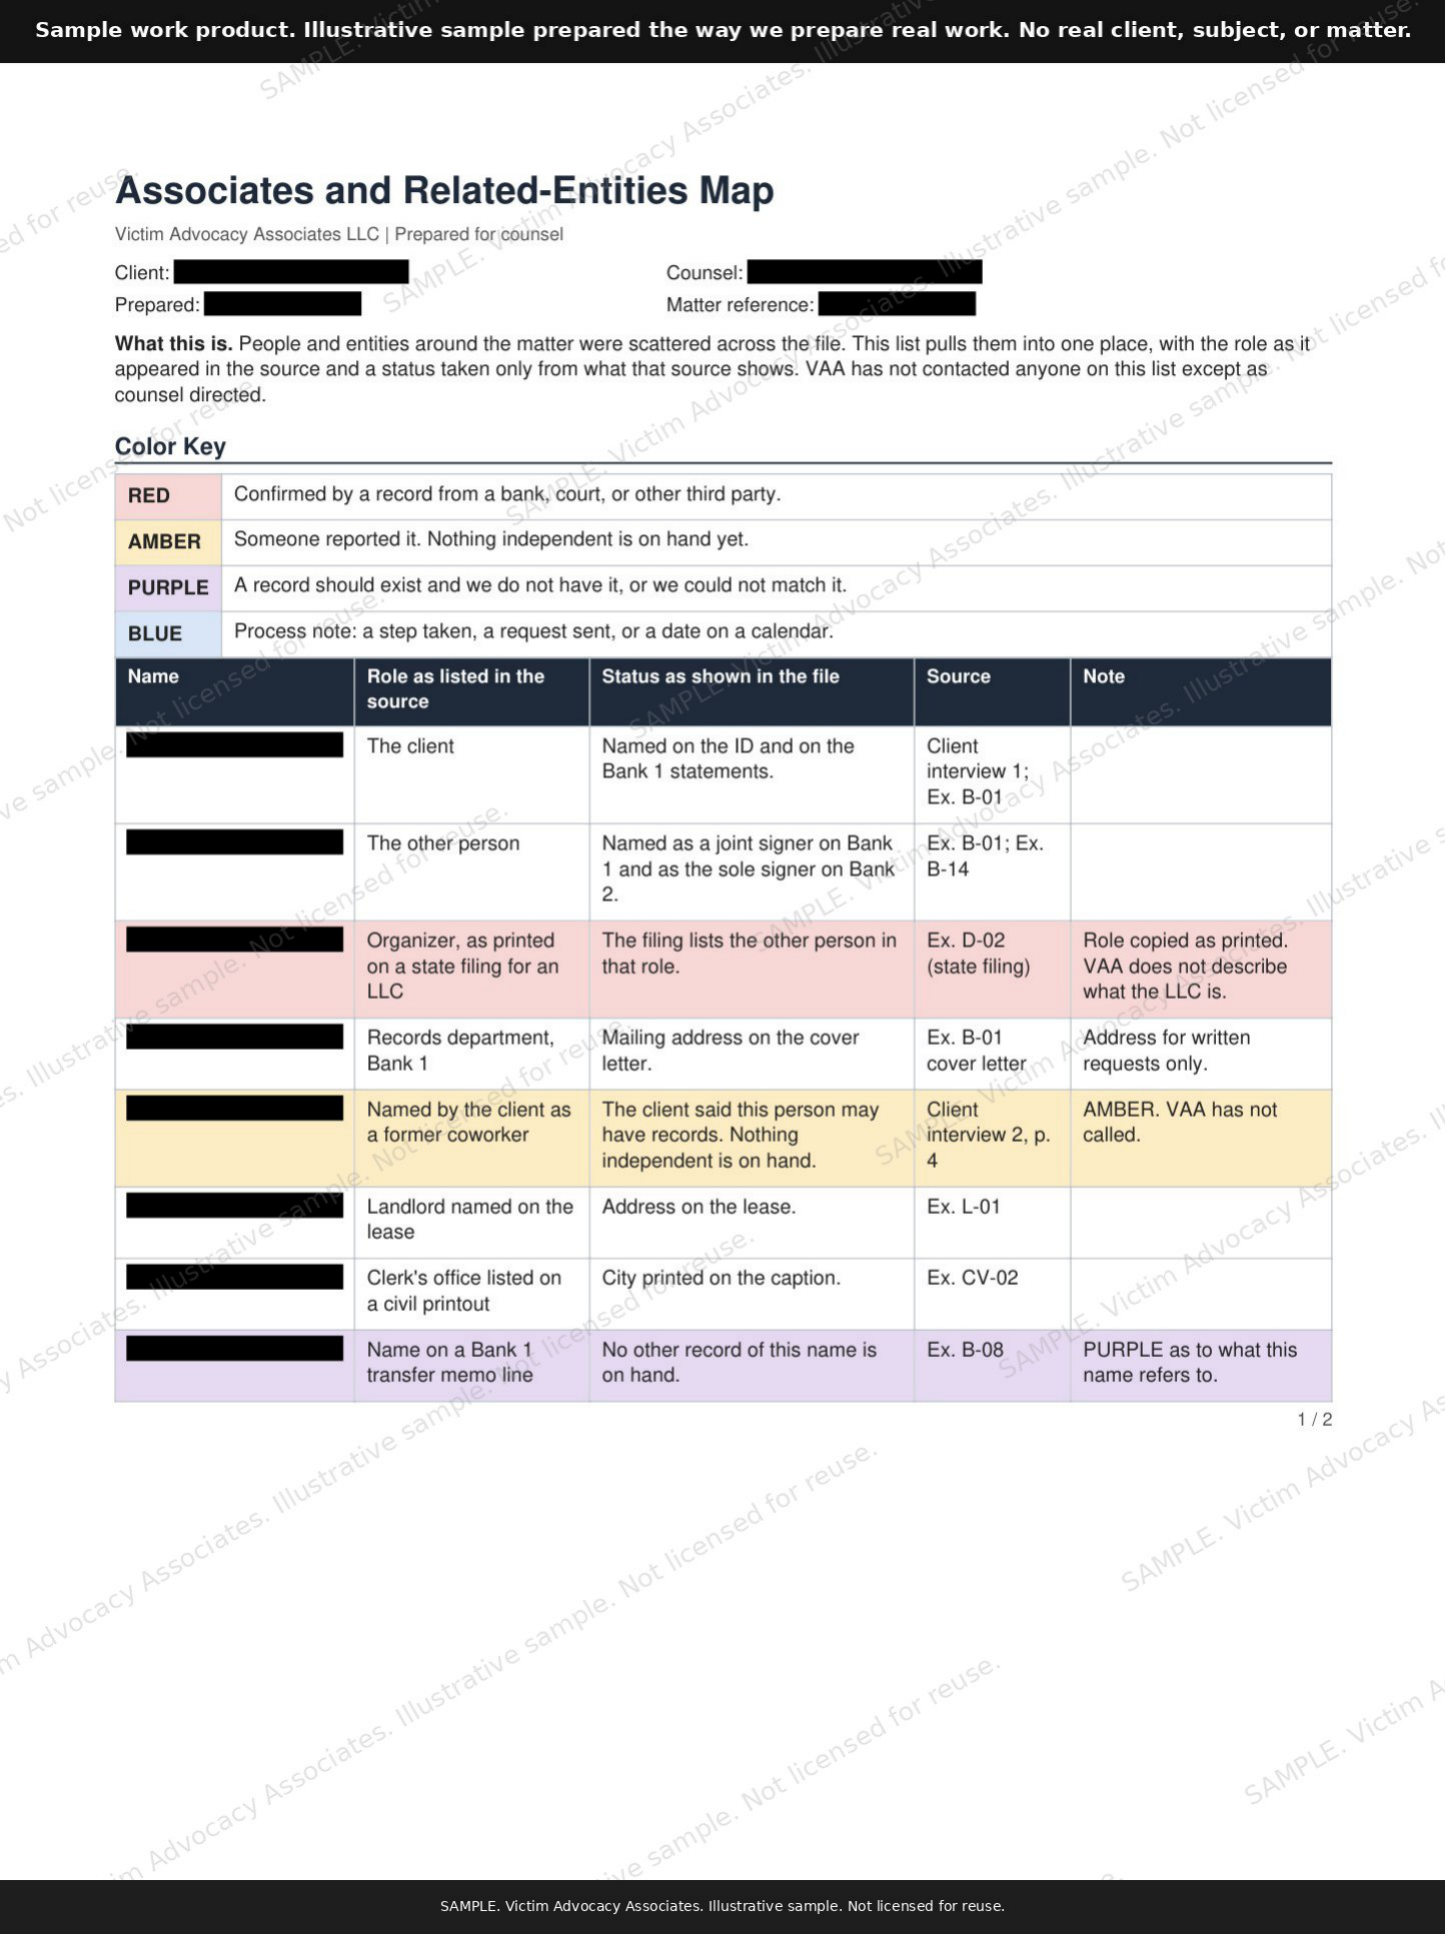 Sample work product. Illustrative sample prepared the way we prepare real work. No real client, subject, or matter.
Associates and Related-Entities Map
Victim Advocacy Associates LLC | Prepared for counsel
Client:
Counsel:
Prepared:
Matter reference:
What this is. People and entities around the matter were scattered across the file. This list pulls them into one place, with the role as it
appeared in the source and a status taken only from what that source shows. VAA has not contacted anyone on this list except as
counsel directed.
Color Key
RED
Confirmed by a record from a bank, court, or other third party.
AMBER
Someone reported it. Nothing independent is on hand yet.
PURPLE
A record should exist and we do not have it, or we could not match it.
BLUE
Process note: a step taken, a request sent, or a date on a calendar.
Name
Role as listed in the
source
Status as shown in the file
Source
Note
The client
Named on the ID and on the
Bank 1 statements.
Client
interview 1;
Ex. B-01
The other person
Named as a joint signer on Bank
1 and as the sole signer on Bank
2.
Ex. B-01; Ex.
B-14
Organizer, as printed
on a state filing for an
LLC
The filing lists the other person in
that role.
Ex. D-02
(state filing)
Role copied as printed.
VAA does not describe
what the LLC is.
Records department,
Bank 1
Mailing address on the cover
letter.
Ex. B-01
cover letter
Address for written
requests only.
Named by the client as
a former coworker
The client said this person may
have records. Nothing
independent is on hand.
Client
interview 2, p.
4
AMBER. VAA has not
called.
Landlord named on the
lease
Address on the lease.
Ex. L-01
Clerk's office listed on
a civil printout
City printed on the caption.
Ex. CV-02
Name on a Bank 1
transfer memo line
No other record of this name is
on hand.
Ex. B-08
PURPLE as to what this
name refers to.
1 / 2
SAMPLE. Victim Advocacy Associates. Illustrative sample. Not licensed for reuse.